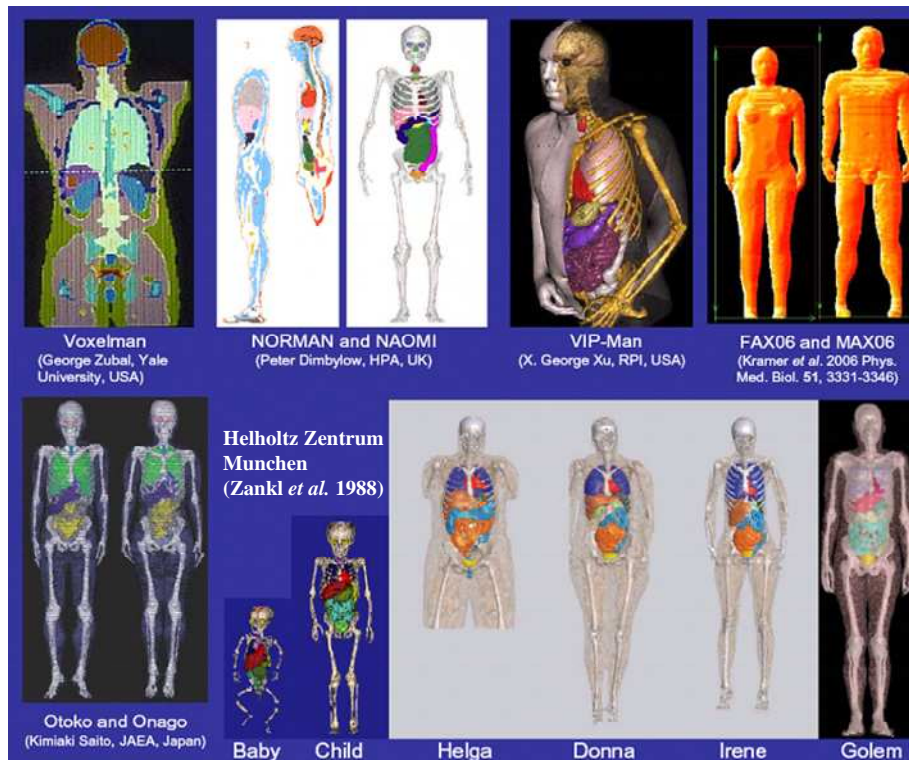 Voxelman
(George Zubal, Yale
University, USA)
NORMAN and NAOMI
(Peter Dimbylow, HPA, UK)
VIP-Man
(X. George Xu, RPI, USA)
FAX06 and MAX06
(Kramer et al. 2006 Phys.
Med. Biol. 51, 3331-3346)
Helholtz Zentrum
Munchen
(Zankl et al. 1988)
Otoko and Onago
(Kimiaki Saito, JAEA, Japan)
Baby
Child
Helga
Donna
Irene
Golem